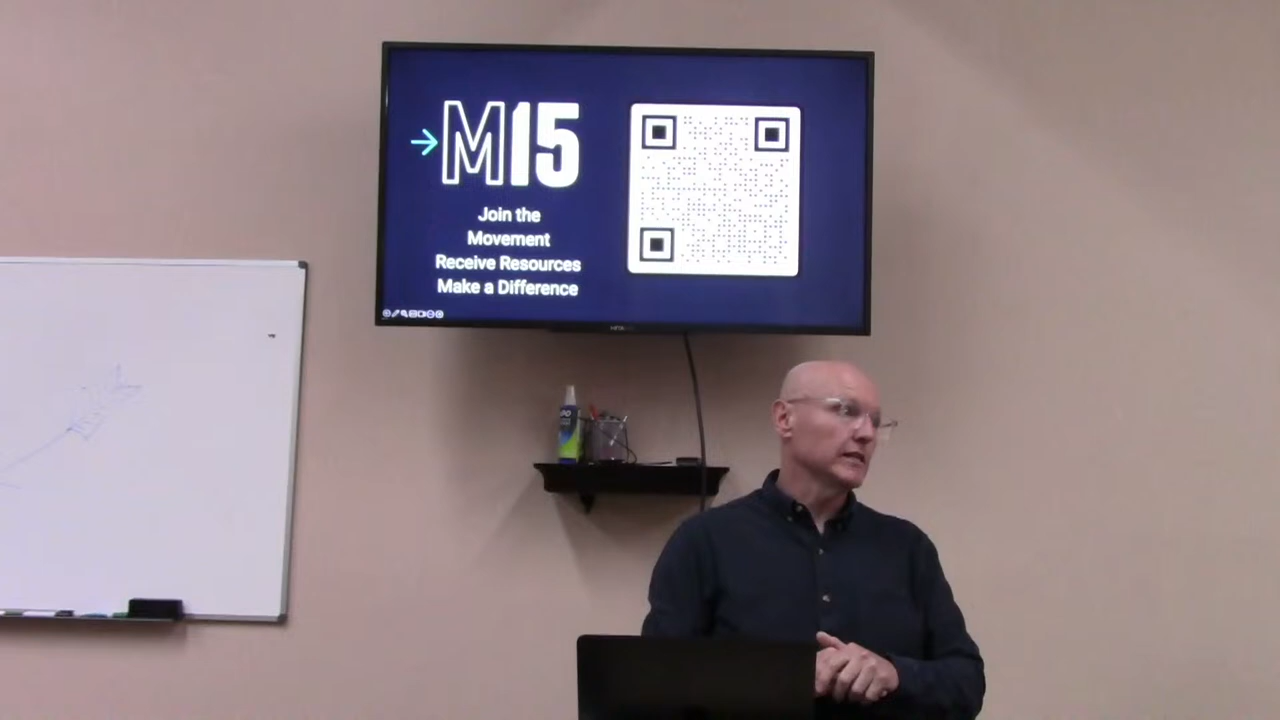 M15
Join the
Movement
Receive Resources
Make a Difference